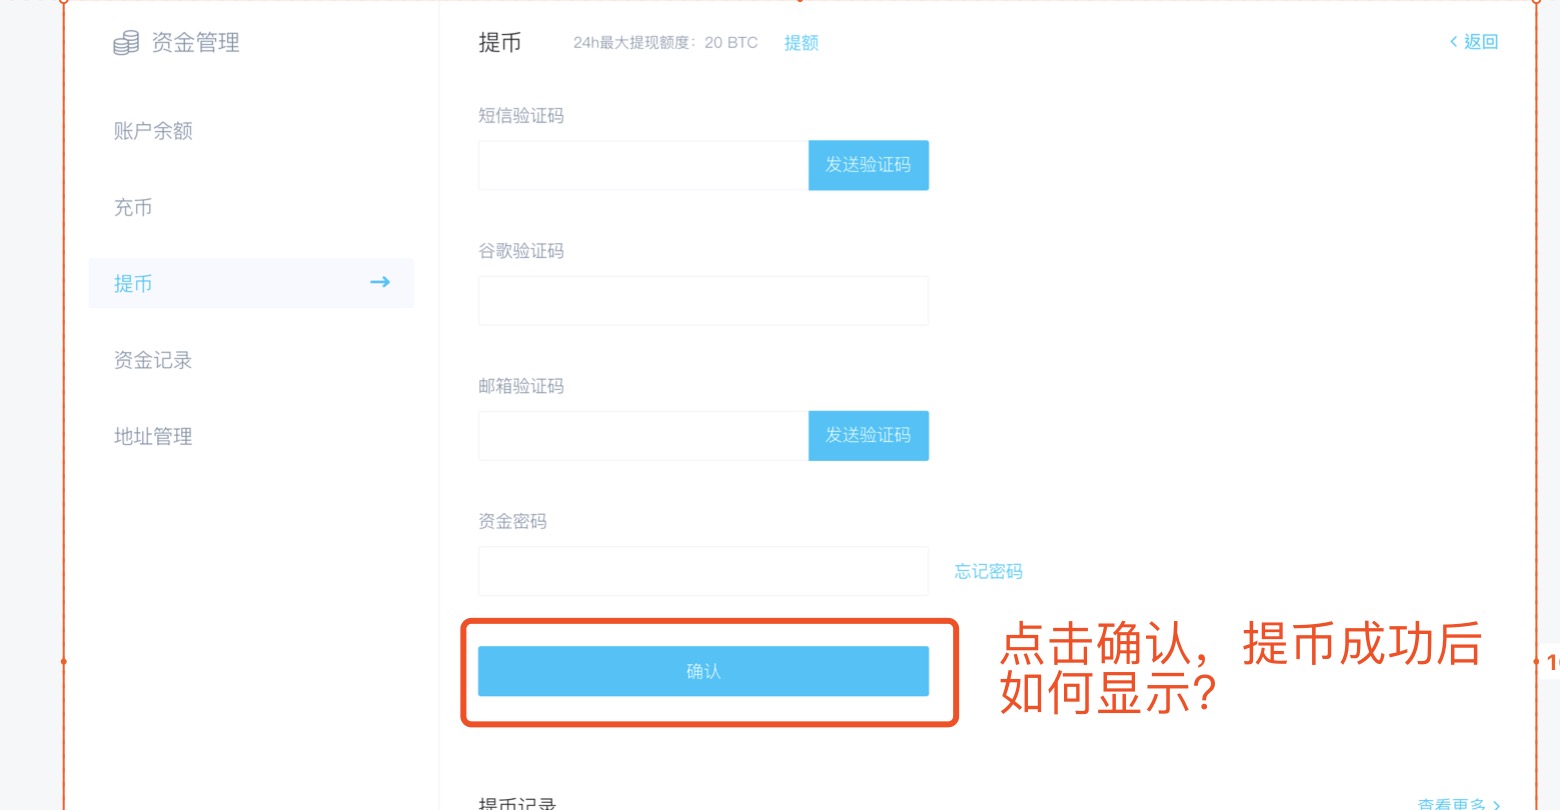 资金管理
提币 24h最大提现额度：20 BTC 提额
返回
账户余额
充币
提币
资金记录
地址管理
短信验证码
发送验证码
谷歌验证码
邮箱验证码
发送验证码
资金密码
忘记密码
确认
点击确认，提币成功后
如何显示?
提币记录
查看更多